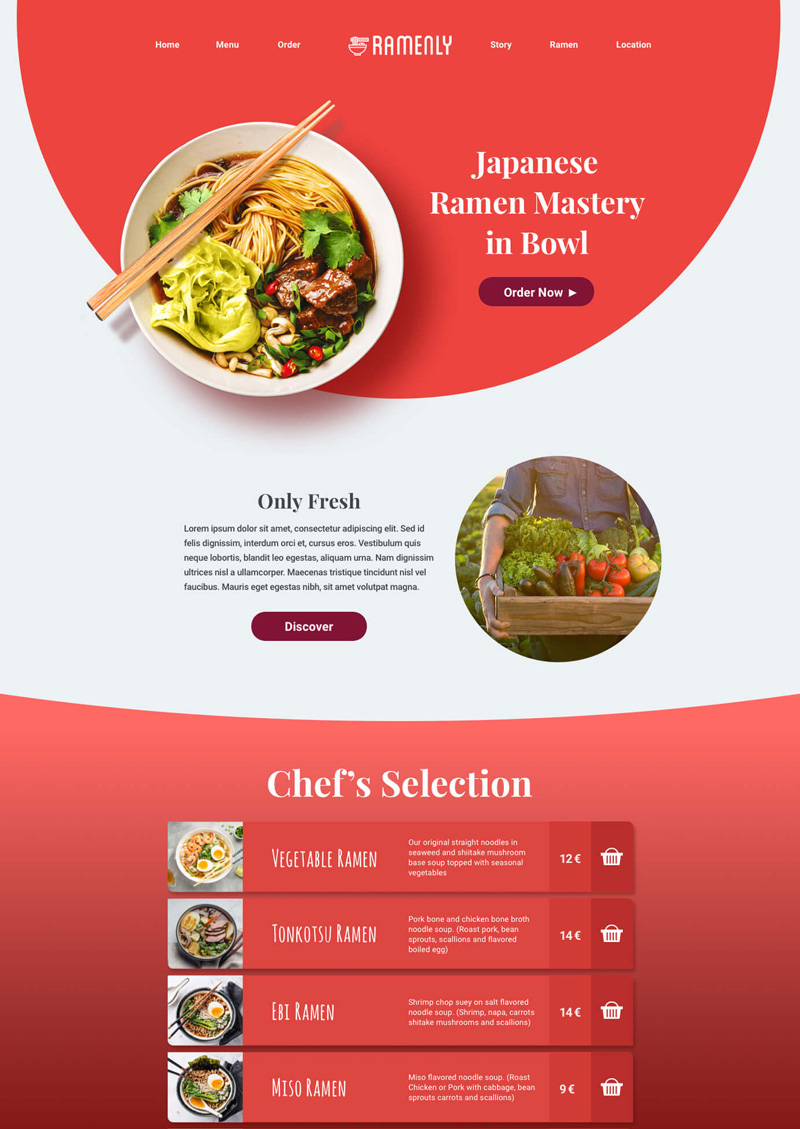 Home Menu Order RAMENLY Story Ramen Location
Japanese
Ramen Mastery
in Bowl
Order Now ►
Only Fresh
Lorem ipsum dolor sit amet, consectetur adipiscing elit. Sed id
felis dignissim, interdum orci et, cursus eros. Vestibulum quis
neque lobortis, blandit leo egestas, aliquam urna. Nam dignissim
ultrices nisl a ullamcorper. Maecenas tristique tincidunt nisl vel
faucibus. Mauris eget egestas nibh, sit amet volutpat magna.
Discover
Chef’s Selection
Vegetable Ramen
Our original straight noodles in
seaweed and shiitake mushroom
base soup topped with seasonal
vegetables
12 €
Tonkotsu Ramen
Pork bone and chicken bone broth
noodle soup. (Roast pork, bean
sprouts, scallions and flavored
boiled egg)
14 €
Ebi Ramen
Shrimp chop suey on salt flavored
noodle soup. (Shrimp, napa, carrots
shitake mushrooms and scallions)
14 €
Miso Ramen
Miso flavored noodle soup. (Roast
Chicken or Pork with cabbage, bean
sprouts carrots and scallions)
9 €